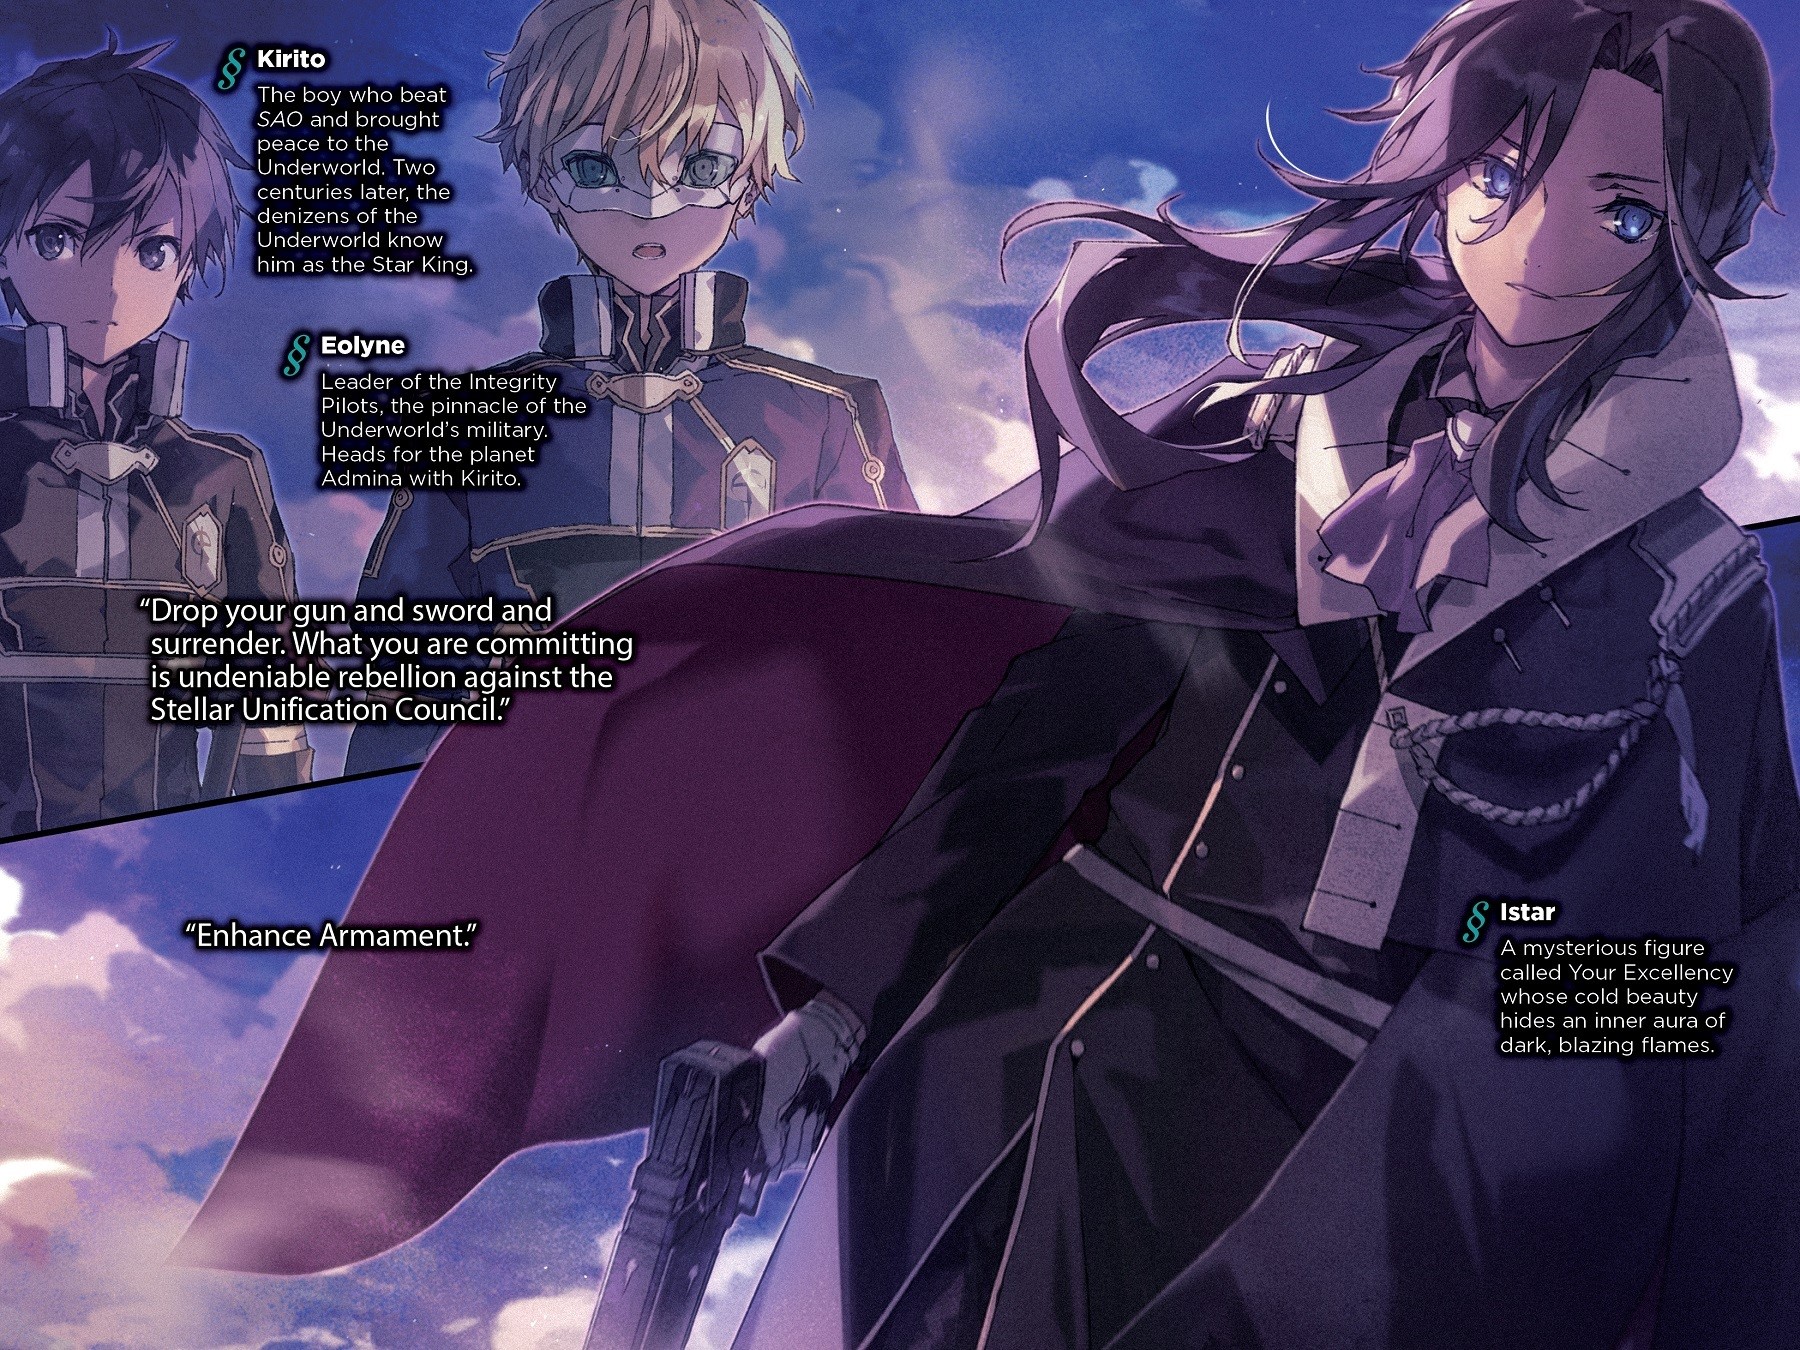 Kirito
The boy who beat
SAO and brought
peace to the
Underworld. Two
centuries later, the
denizens of the
Underworld know
him as the Star King.
Eolyne
Leader of the Integrity
Pilots, the pinnacle of the
Underworld's military.
Heads for the planet
Admina with Kirito.
“Drop your gun and sword and
surrender. What you are committing
is undeniable rebellion against the
Stellar Unification Council.”
“Enhance Armament.”
Istar
A mysterious figure
called Your Excellency
whose cold beauty
hides an inner aura of
dark, blazing flames.